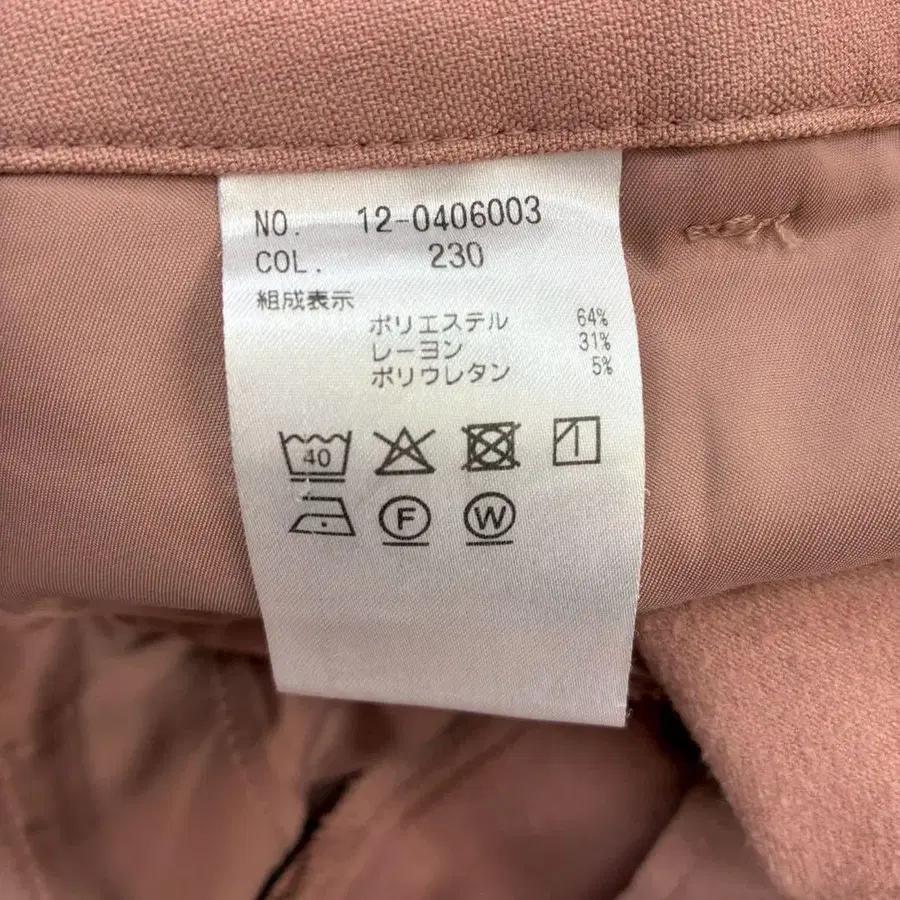 NO. 12-0406003
COL. 230
組成表示
ポリエステル 64%
レーヨン 31%
ポリウレタン 5%
40
F W